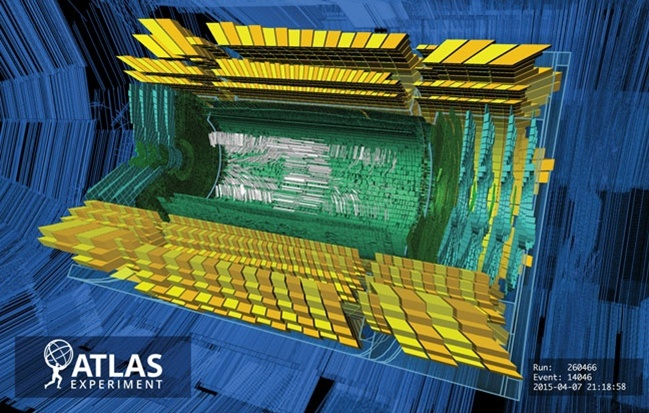 ATLAS
EXPERIMENT
Run: 260466
Event: 14046
2015-04-07 21:18:58